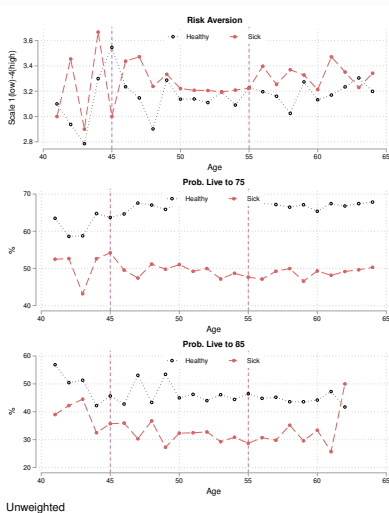 Risk Aversion
Healthy Sick
Scale 1(low)-4(high)
3.6
3.4
3.2
3.0
2.8
40 45 50 55 60 65
Age
Prob. Live to 75
Healthy Sick
%
70
60
50
40
40 45 50 55 60 65
Age
Prob. Live to 85
Healthy Sick
%
60
50
40
30
20
40 45 50 55 60 65
Age
Unweighted